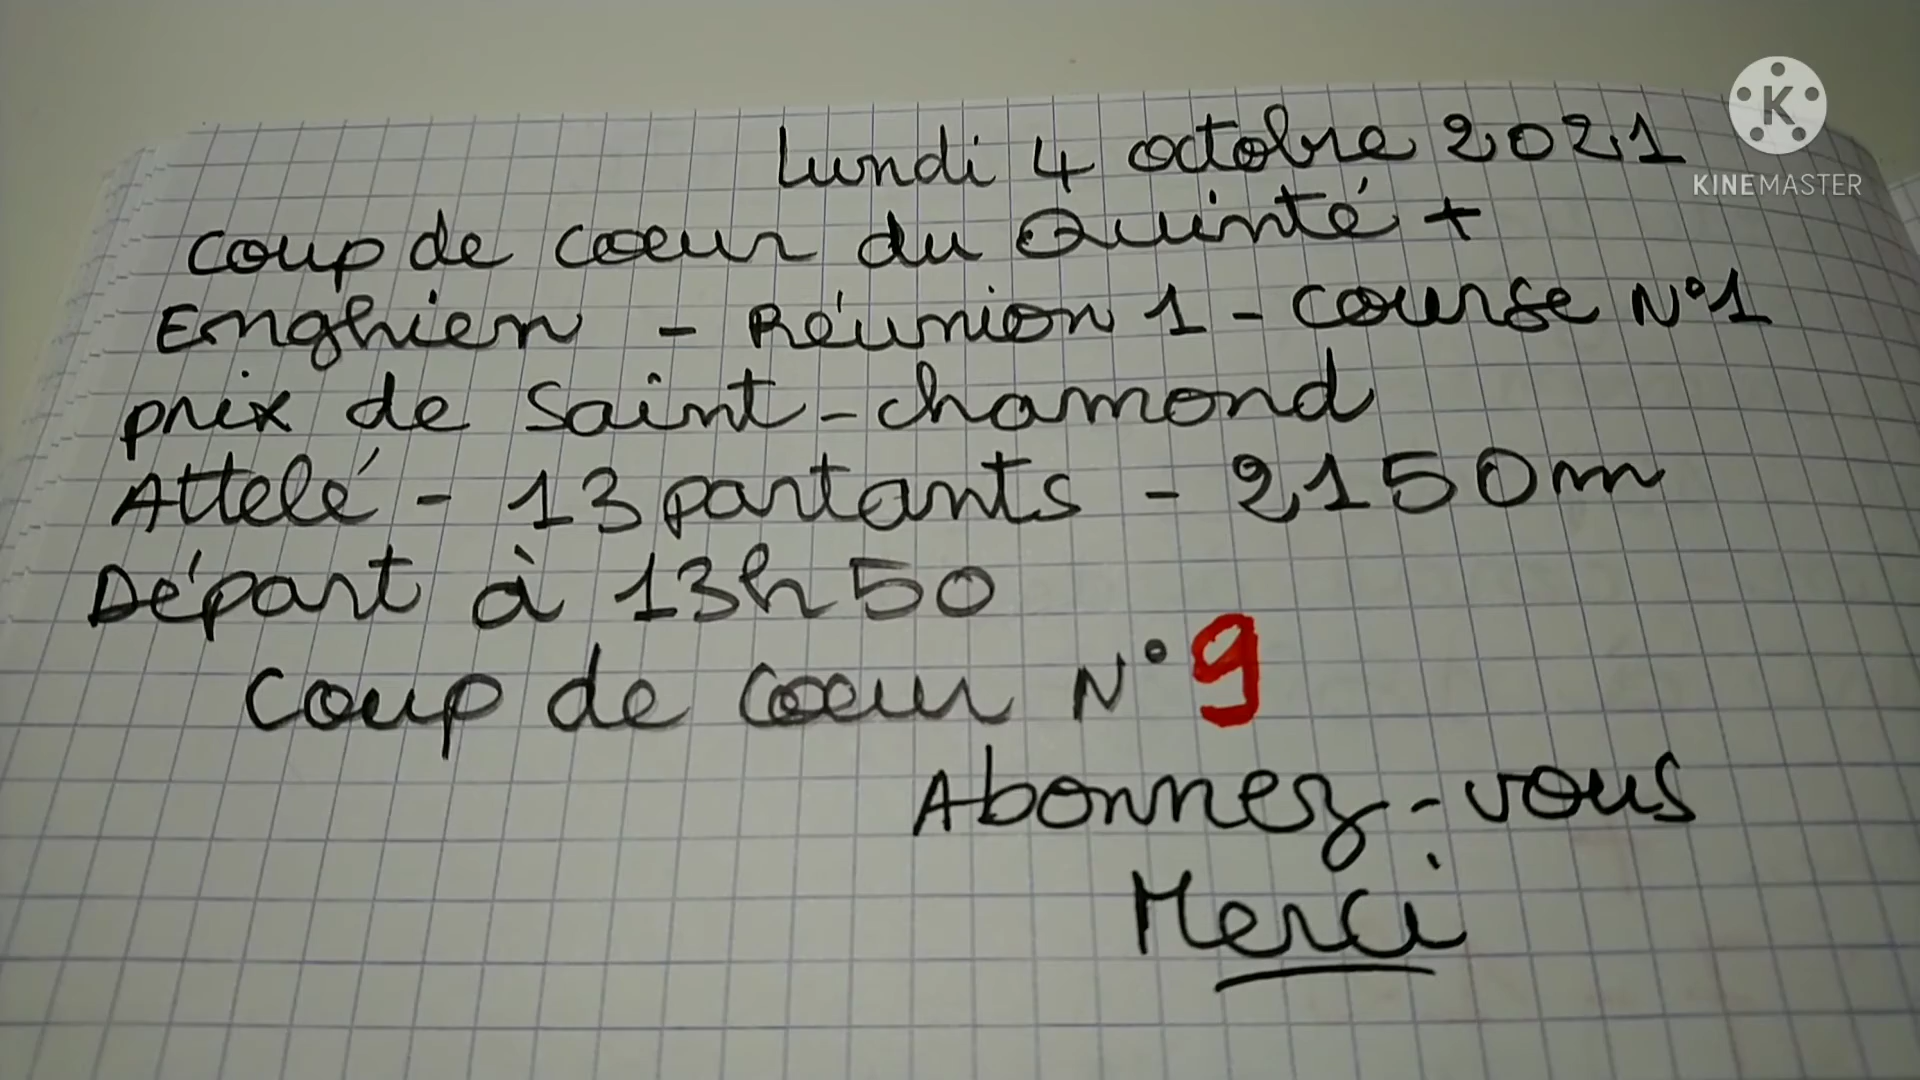 Lundi 4 octobre 2021
KINEMASTER
Coup de coeur du Quinté +
Enghien - Réunion 1 - Course N°1
prix de Saint-chamond
Attelé - 13 partants - 2150m
Départ à 13h50
Coup de coeur N°9
Abonnez-vous
Merci